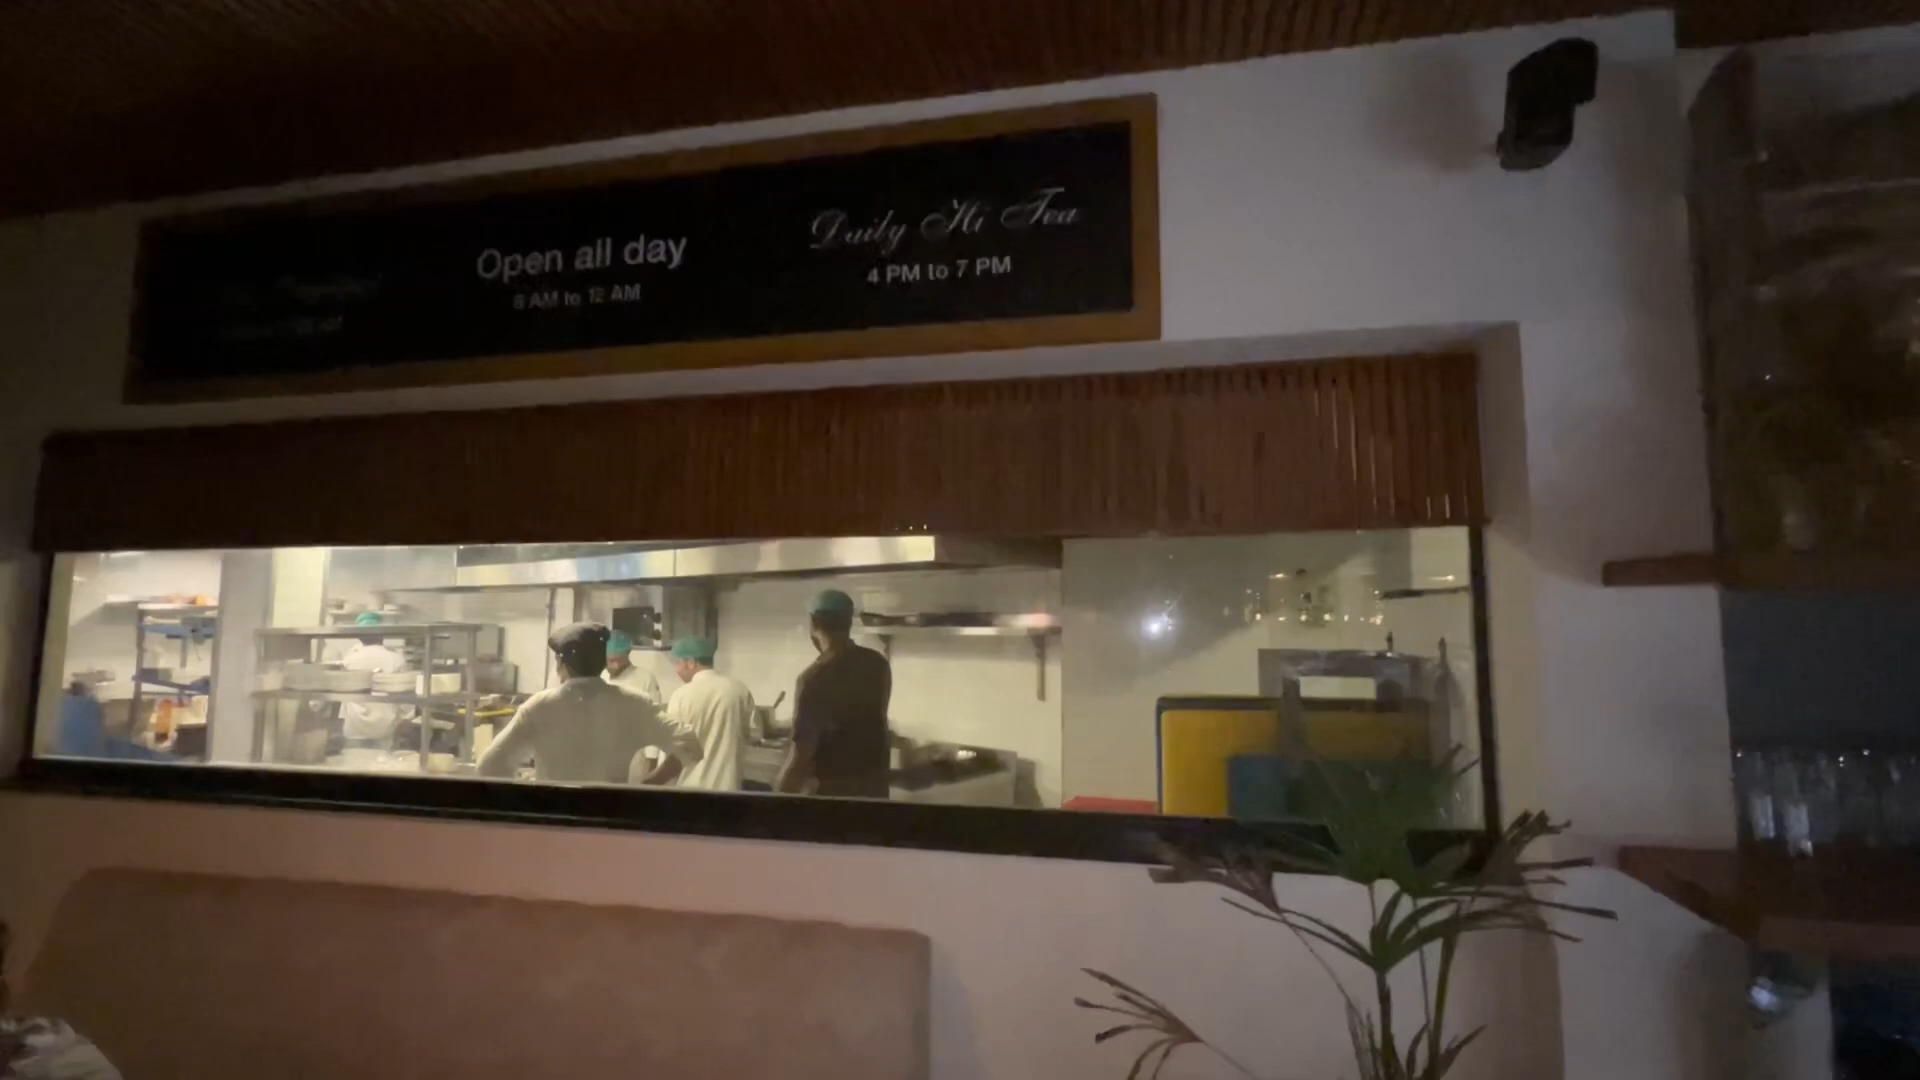 Open all day
8 AM to 12 AM
Daily Hi Tea
4 PM to 7 PM